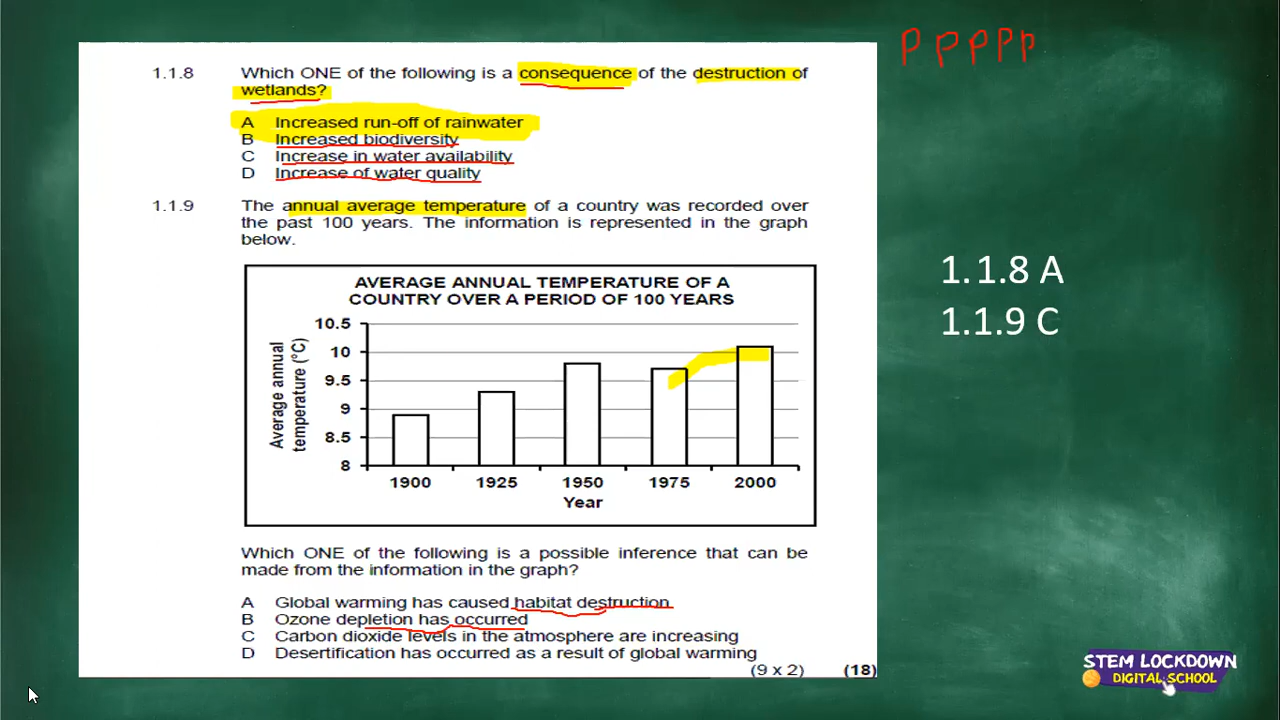 P P P P P
1.1.8 Which ONE of the following is a consequence of the destruction of
wetlands?
A Increased run-off of rainwater
B Increased biodiversity
C Increase in water availability
D Increase of water quality
1.1.9 The annual average temperature of a country was recorded over
the past 100 years. The information is represented in the graph
below.
AVERAGE ANNUAL TEMPERATURE OF A
COUNTRY OVER A PERIOD OF 100 YEARS
Average annual
temperature (°C)
10.5
10
9.5
9
8.5
8
1900 1925 1950 1975 2000
Year
Which ONE of the following is a possible inference that can be
made from the information in the graph?
A Global warming has caused habitat destruction
B Ozone depletion has occurred
C Carbon dioxide levels in the atmosphere are increasing
D Desertification has occurred as a result of global warming
(9 x 2) (18)
1.1.8 A
1.1.9 C
STEM LOCKDOWN
DIGITAL SCHOOL